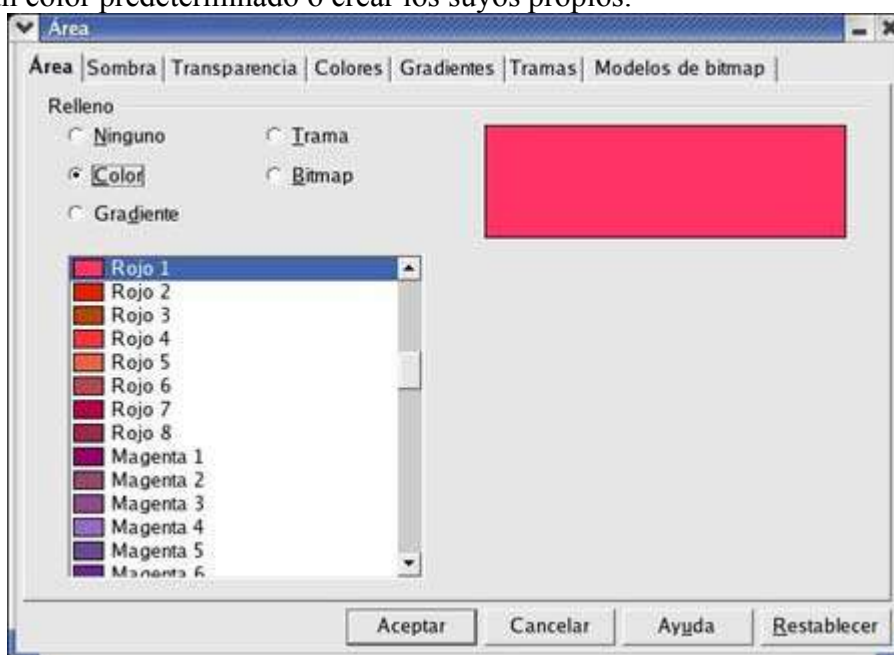 color predeterminado o crear los suyos propios.
Área
Área Sombra Transparencia Colores Gradientes Tramas Modelos de bitmap
Relleno
Ninguno Trama
Color Bitmap
Gradiente
Rojo 1
Rojo 2
Rojo 3
Rojo 4
Rojo 5
Rojo 6
Rojo 7
Rojo 8
Magenta 1
Magenta 2
Magenta 3
Magenta 4
Magenta 5
Magenta 6
Aceptar Cancelar Ayuda Restablecer